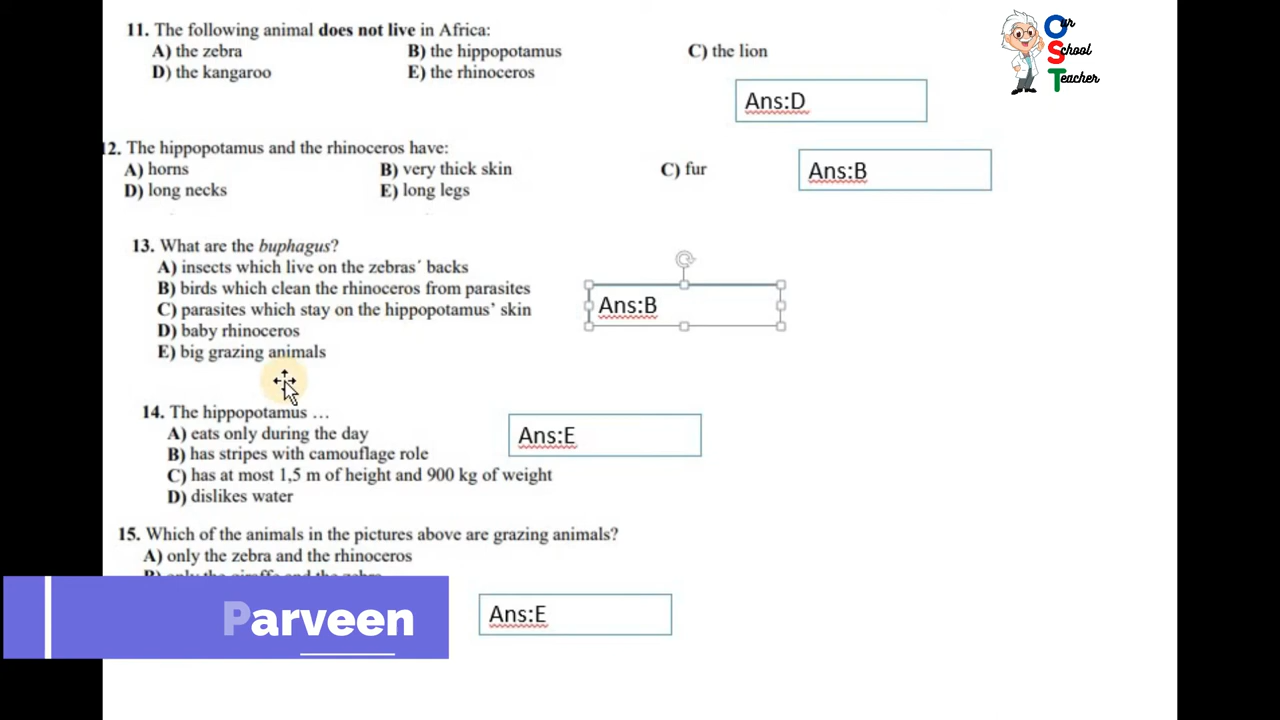 11. The following animal does not live in Africa:
A) the zebra B) the hippopotamus C) the lion
D) the kangaroo E) the rhinoceros
Our
School
Teacher
Ans:D
12. The hippopotamus and the rhinoceros have:
A) horns B) very thick skin C) fur
D) long necks E) long legs
Ans:B
13. What are the buphagus?
A) insects which live on the zebras´ backs
B) birds which clean the rhinoceros from parasites
C) parasites which stay on the hippopotamus’ skin
D) baby rhinoceros
E) big grazing animals
Ans:B
14. The hippopotamus …
A) eats only during the day
B) has stripes with camouflage role
C) has at most 1,5 m of height and 900 kg of weight
D) dislikes water
Ans:E
15. Which of the animals in the pictures above are grazing animals?
A) only the zebra and the rhinoceros
Parveen
Ans:E